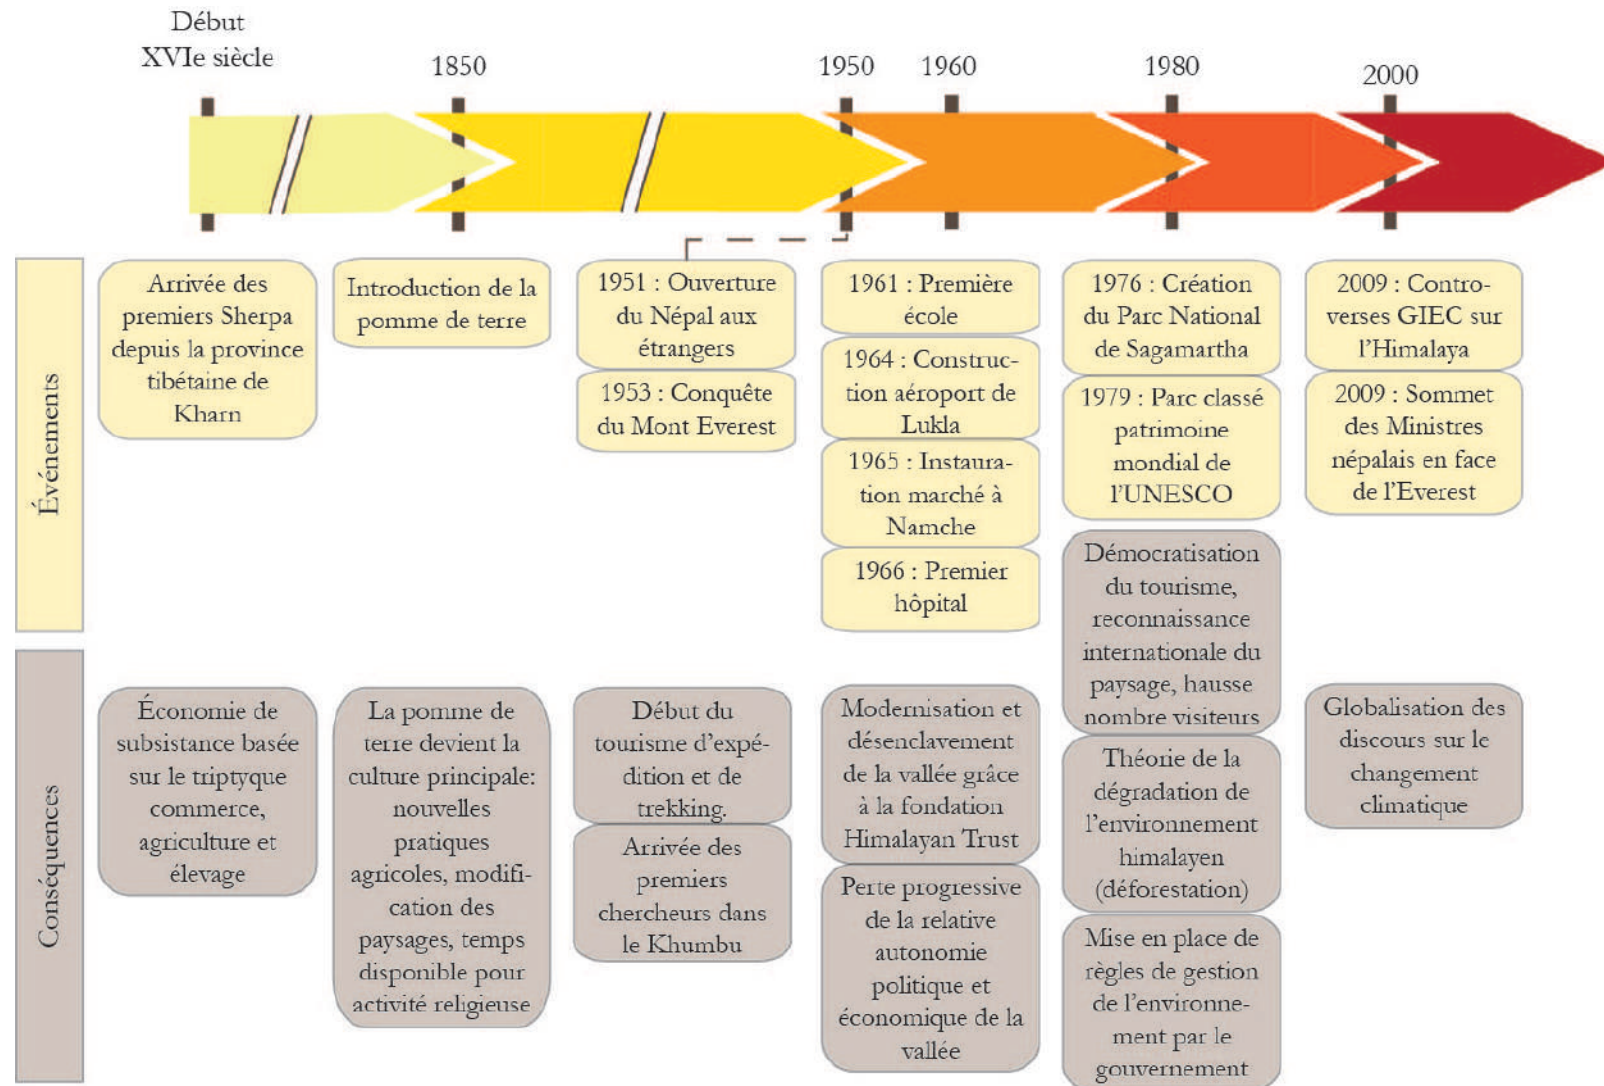 Début
XVIe siècle
1850
1950
1960
1980
2000
Événements
Arrivée des
premiers Sherpa
depuis la province
tibétaine de
Kharn
Introduction de la
pomme de terre
1951 : Ouverture
du Népal aux
étrangers
1953 : Conquête
du Mont Everest
1961 : Première
école
1964 : Construc-
tion aéroport de
Lukla
1965 : Instaura-
tion marché à
Namche
1966 : Premier
hôpital
1976 : Création
du Parc National
de Sagamartha
1979 : Parc classé
patrimoine
mondial de
l'UNESCO
2009 : Contro-
verses GIEC sur
l'Himalaya
2009 : Sommet
des Ministres
népalais en face
de l'Everest
Conséquences
Économie de
subsistance basée
sur le triptyque
commerce,
agriculture et
élevage
La pomme de
terre devient la
culture principale:
nouvelles
pratiques
agricoles, modifi-
cation des
paysages, temps
disponible pour
activité religieuse
Début du
tourisme d'expé-
dition et de
trekking.
Arrivée des
premiers
chercheurs dans
le Khumbu
Modernisation et
désenclavement
de la vallée grâce
à la fondation
Himalayan Trust
Perte progressive
de la relative
autonomie
politique et
économique de la
vallée
Démocratisation
du tourisme,
reconnaissance
internationale du
paysage, hausse
nombre visiteurs
Théorie de la
dégradation de
l'environnement
himalayen
(déforestation)
Mise en place de
règles de gestion
de l'environne-
ment par le
gouvernement
Globalisation des
discours sur le
changement
climatique